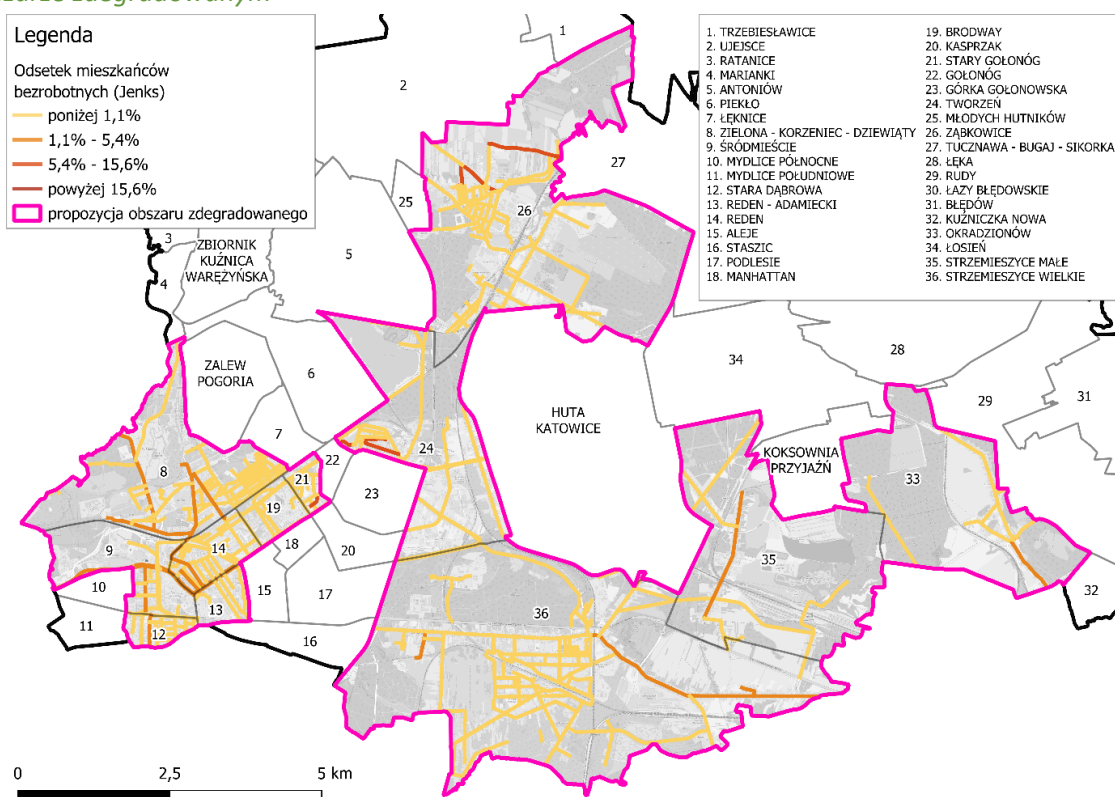 zdegradowanym
Legenda
Odsetek mieszkańców
bezrobotnych (Jenks)
poniżej 1,1%
1,1% - 5,4%
5,4% - 15,6%
powyżej 15,6%
propozycja obszaru zdegradowanego
1. TRZEBIESŁAWICE
2. UJEJSCE
3. RATANICE
4. MARIANKI
5. ANTONIÓW
6. PIEKŁO
7. ŁĘKNICE
8. ZIELONA - KORZENIEC - DZIEWIĄTY
9. ŚRÓDMIEŚCIE
10. MYDLICE PÓŁNOCNE
11. MYDLICE POŁUDNIOWE
12. STARA DĄBROWA
13. REDEN - ADAMIECKI
14. REDEN
15. ALEJE
16. STASZIC
17. PODLESIE
18. MANHATTAN
19. BRODWAY
20. KASPRZAK
21. STARY GOŁONÓG
22. GOŁONÓG
23. GÓRKA GOŁONOWSKA
24. TWORZEŃ
25. MŁODYCH HUTNIKÓW
26. ZĄBKOWICE
27. TUCZNAWA - BUGAJ - SIKORKA
28. ŁĘKA
29. RUDY
30. ŁAZY BŁĘDOWSKIE
31. BŁĘDÓW
32. KUŹNICZKA NOWA
33. OKRADZIONÓW
34. ŁOSIEŃ
35. STRZEMIESZYCE MAŁE
36. STRZEMIESZYCE WIELKIE
1
2
27
25
26
3
ZBIORNIK
KUŹNICA
WARĘŻYŃSKA
4
5
28
34
ZALEW
POGORIA
6
29
31
HUTA
KATOWICE
7
24
22
KOKSOWNIA
PRZYJAŹŃ
8
21
23
33
19
14
18
20
9
35
10
15
17
32
13
36
11
12
16
0
2,5
5 km